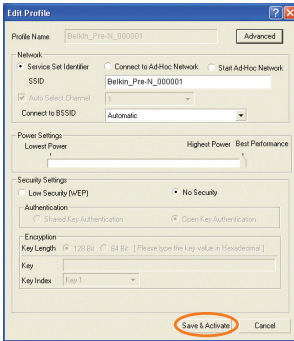 Edit Profile
Profile Name Belkin_Pre-N_000001 Advanced
Network
Service Set Identifier Connect to Ad-Hoc Network Start Ad-Hoc Network
SSID Belkin_Pre-N_000001
Auto Select Channel 1
Connect to BSSID Automatic
Power Settings
Lowest Power Highest Power Best Performance
Security Settings
Low Security (WEP) No Security
Authentication
Shared Key Authentication Open Key Authentication
Encryption
Key Length 128 Bit 64 Bit [ Please type the key value in Hexadecimal ]
Key
Key Index Key 1
Save & Activate Cancel